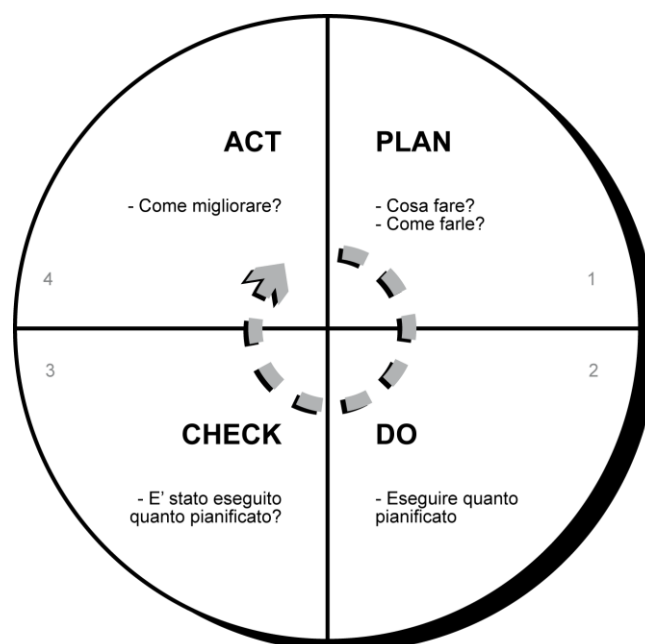 ACT
- Come migliorare?
4
PLAN
- Cosa fare?
- Come farle?
1
3
CHECK
- E' stato eseguito
quanto pianificato?
2
DO
- Eseguire quanto
pianificato